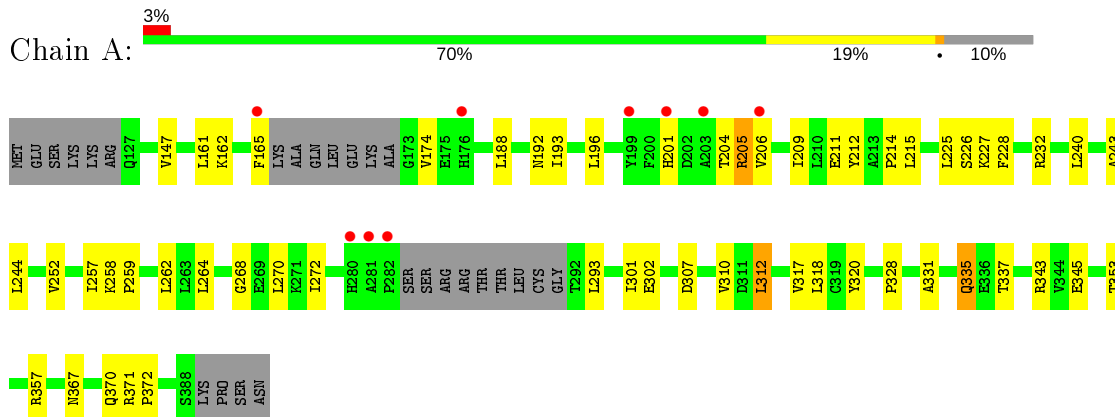 3%
Chain A:
70% 19% • 10%
MET GLU SER LYS LYS ARG Q127 V147 L161 K162 F165 LYS ALA GLN LEU GLU LYS ALA G173 V174 E175 H176 L188 N192 I193 L196 Y199 F200 H201 D202 A203 T204 R205 V206 I209 L210 E211 Y212 A213 P214 L215 L225 S226 K227 F228 R232 L240
L244 V252 I257 K258 P259 L262 L263 L264 G268 E269 L270 K271 I272 H280 A281 P282 SER SER ARG ARG THR THR LEU CYS GLY T292 L293 I301 E302 D307 V310 D311 L312 V317 L318 C319 Y320 P328 A331 Q335 E336 T337 R343 V344 E345 T353
R357 N367 Q370 R371 P372 S388 LYS PRO SER ASN